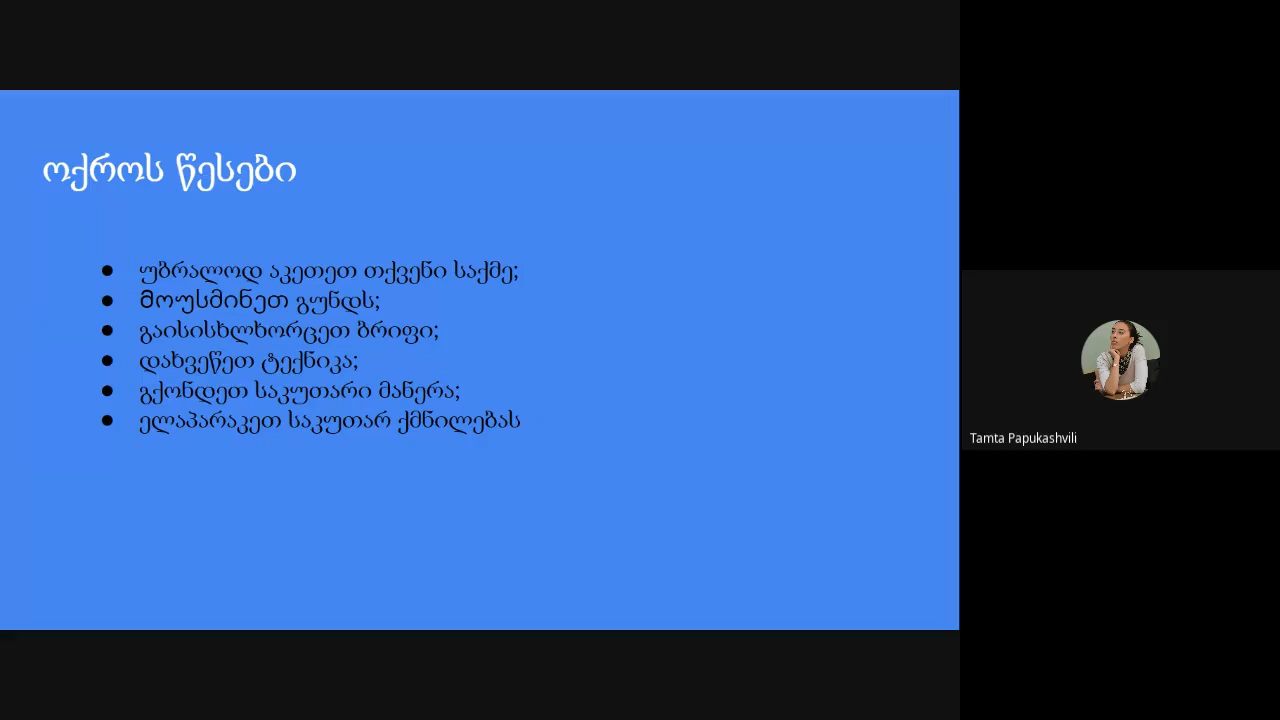 ოქროს წესები
● უბრალოდ აკეთეთ თქვენი საქმე;
● მოუსმინეთ გუნდს;
● გაისისხლხორცეთ ბრიფი;
● დახვეწეთ ტექნიკა;
● გქონდეთ საკუთარი მანერა;
● ელაპარაკეთ საკუთარ ქმნილებას
Tamta Papukashvili